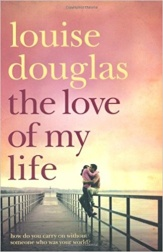 louise
douglas
the love
of my
life
how do you carry on without
someone who was your world?